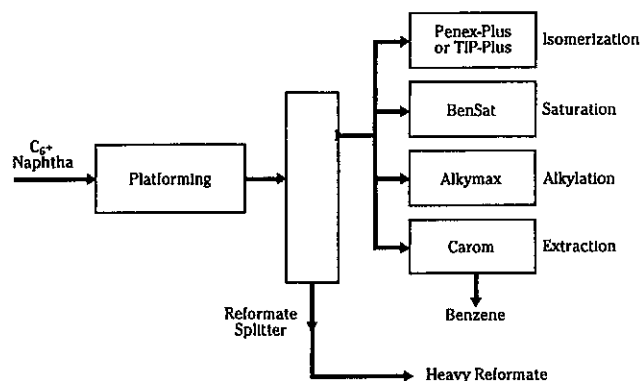 Penex-Plus
or TIP-Plus
Isomerization
BenSat
Saturation
C₆+
Naphtha
Platforming
Alkymax
Alkylation
Carom
Extraction
Reformate
Splitter
Benzene
Heavy Reformate